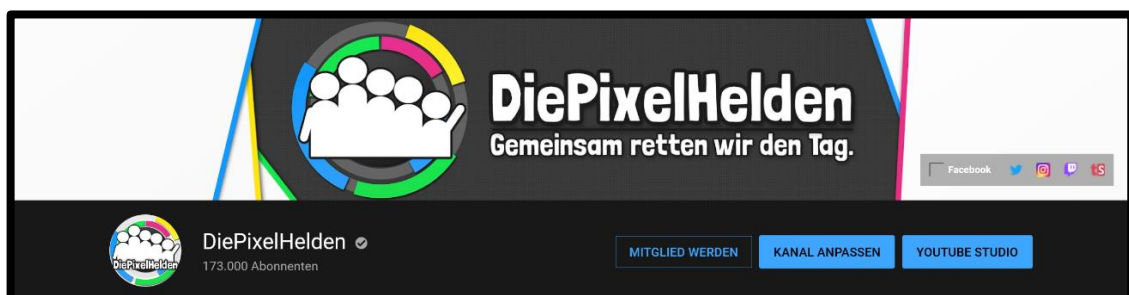 DiePixelHelden
Gemeinsam retten wir den Tag.
Facebook
DiePixelHelden
DiePixelHelden
173.000 Abonnenten
MITGLIED WERDEN
KANAL ANPASSEN
YOUTUBE STUDIO